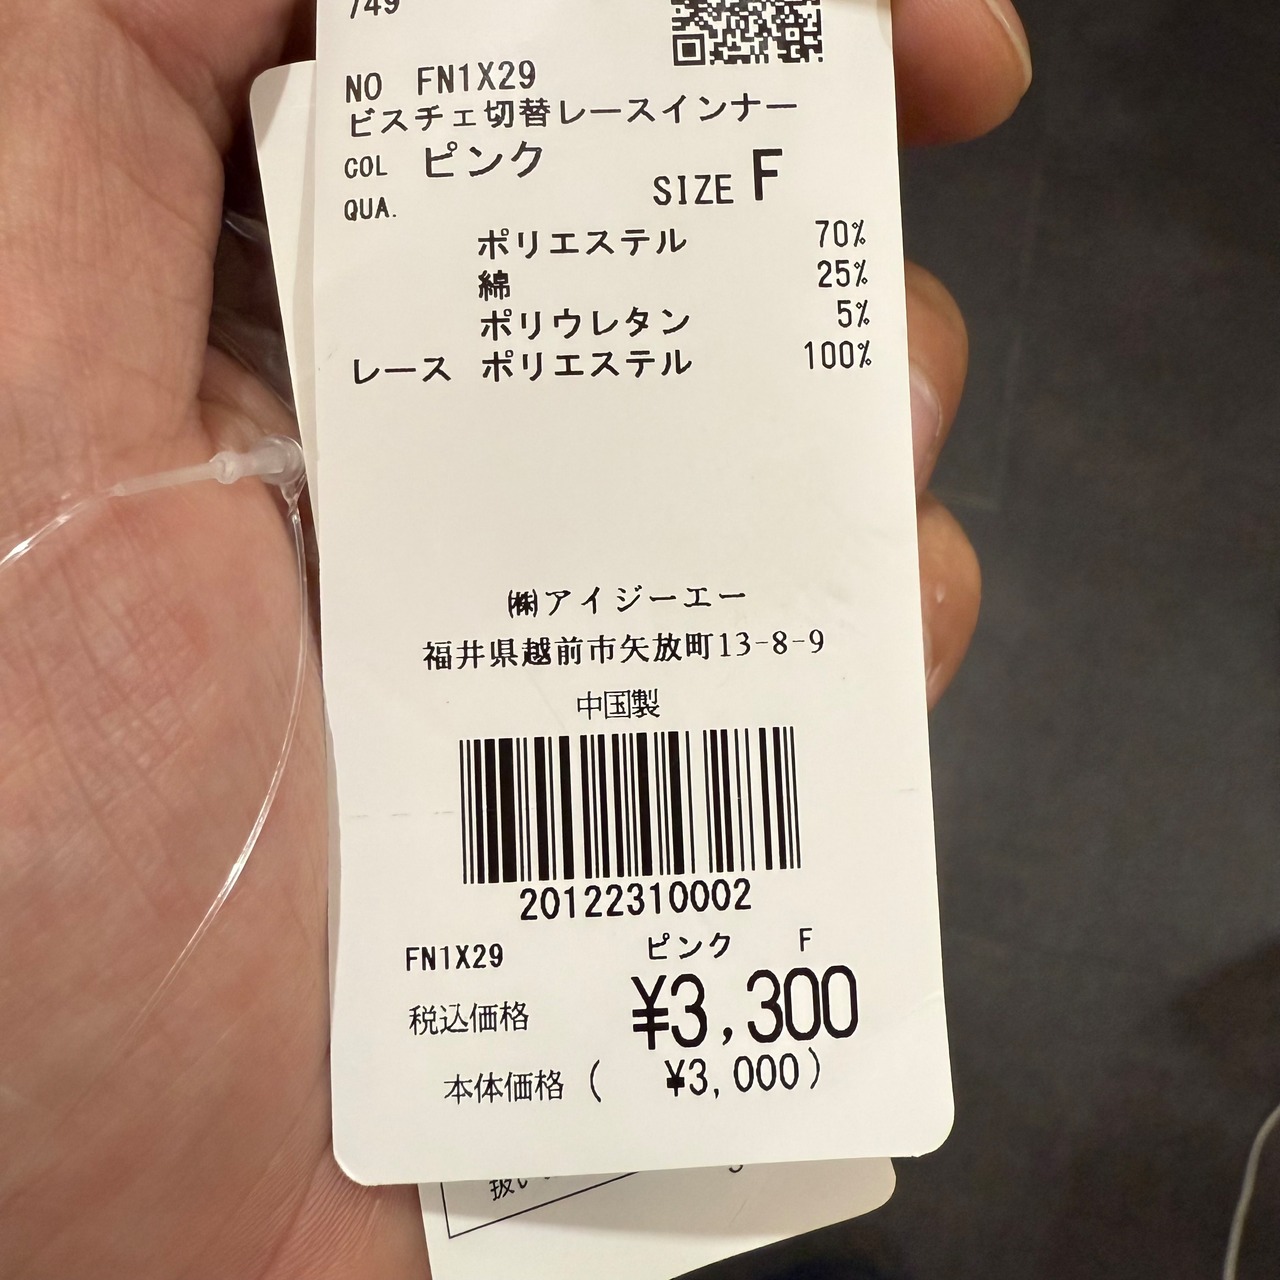 749
NO FN1X29
ビスチェ切替レースインナー
COL ピンク
SIZE F
QUA.
ポリエステル 70%
綿 25%
ポリウレタン 5%
レース ポリエステル 100%
㈱アイジーエー
福井県越前市矢放町13-8-9
中国製
20122310002
FN1X29 ピンク F
税込価格 ¥3,300
本体価格 ( ¥3,000)
扱い